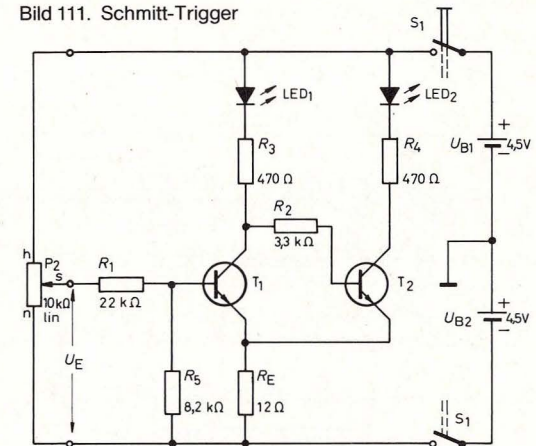 Bild 111. Schmitt-Trigger
S1
LED1
LED2
R3
470 Ω
R4
470 Ω
UB1
+
−
4,5V
R2
3,3 kΩ
h
P2
s
10kΩ
n
lin
R1
22 kΩ
T1
T2
UB2
+
−
4,5V
UE
R5
8,2 kΩ
RE
12 Ω
S1